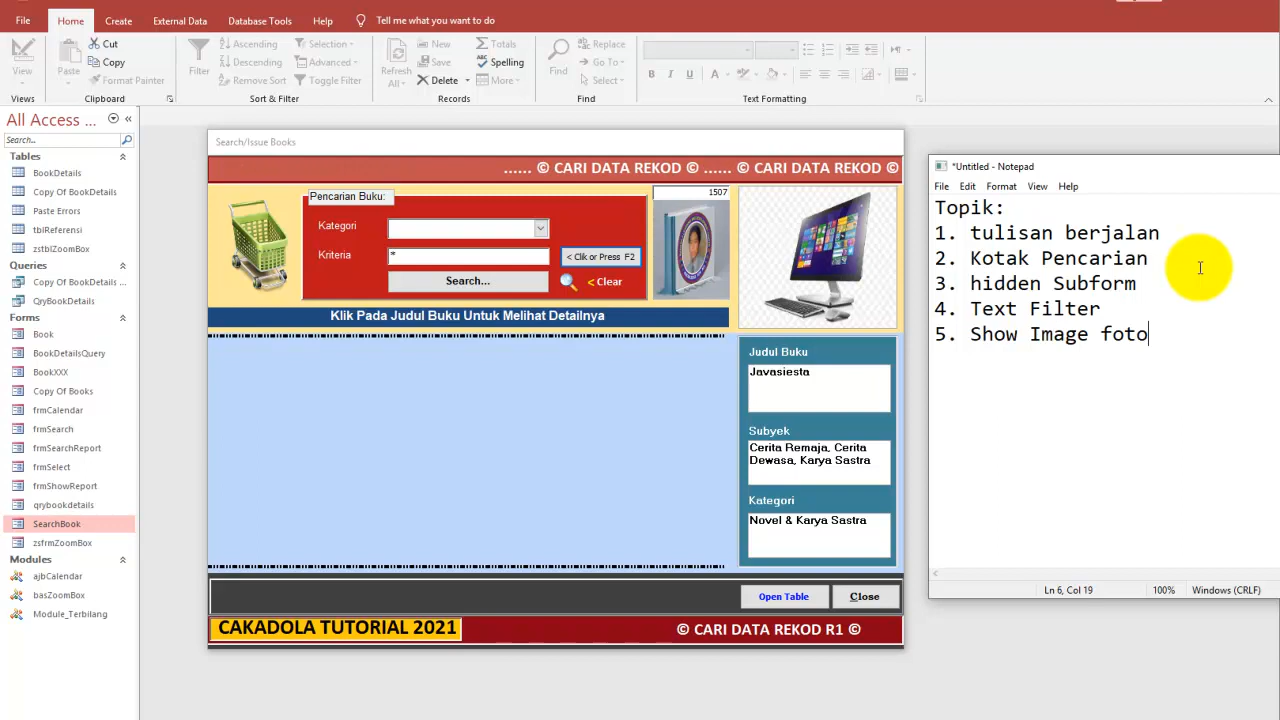 File Home Create External Data Database Tools Help Tell me what you want to do
View
Views
Paste
Cut
Copy
Format Painter
Clipboard
Filter
Ascending
Descending
Remove Sort
Selection
Advanced
Toggle Filter
Sort & Filter
Refresh
All
New
Save
Delete
Totals
Spelling
More
Records
Find
Replace
Go To
Select
Find
B I U A
Text Formatting
All Access ...
Search...
Tables
BookDetails
Copy Of BookDetails
Paste Errors
tblReferensi
zstblZoomBox
Queries
Copy Of BookDetails ...
QryBookDetails
Forms
Book
BookDetailsQuery
BookXXX
Copy Of Books
frmCalendar
frmSearch
frmSearchReport
frmSelect
frmShowReport
qrybookdetails
SearchBook
zsfrmZoomBox
Modules
ajbCalendar
basZoomBox
Module_Terbilang
Search/Issue Books
...... © CARI DATA REKOD © ...... © CARI DATA REKOD ©
Pencarian Buku:
1507
Kategori
Kriteria
*
< Clik or Press F2
Search...
< Clear
Klik Pada Judul Buku Untuk Melihat Detailnya
Judul Buku
Javasiesta
Subyek
Cerita Remaja, Cerita
Dewasa, Karya Sastra
Kategori
Novel & Karya Sastra
Open Table
Close
CAKADOLA TUTORIAL 2021
© CARI DATA REKOD R1 ©
*Untitled - Notepad
File Edit Format View Help
Topik:
1. tulisan berjalan
2. Kotak Pencarian
3. hidden Subform
4. Text Filter
5. Show Image foto
Ln 6, Col 19 100% Windows (CRLF)